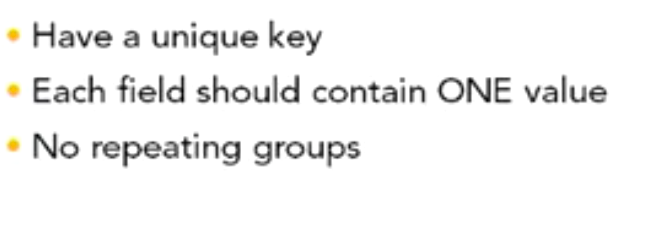 • Have a unique key
• Each field should contain ONE value
• No repeating groups